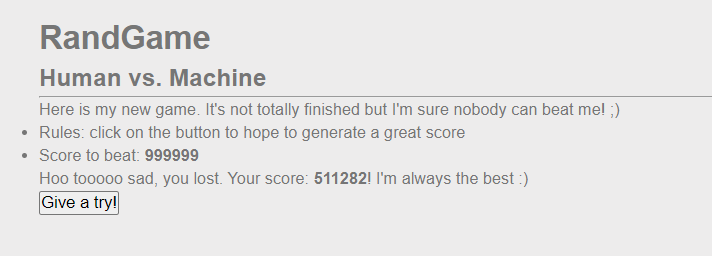 RandGame
Human vs. Machine
Here is my new game. It's not totally finished but I'm sure nobody can beat me! ;)
Rules: click on the button to hope to generate a great score
Score to beat: 999999
Hoo tooooo sad, you lost. Your score: 511282! I'm always the best :)
Give a try!